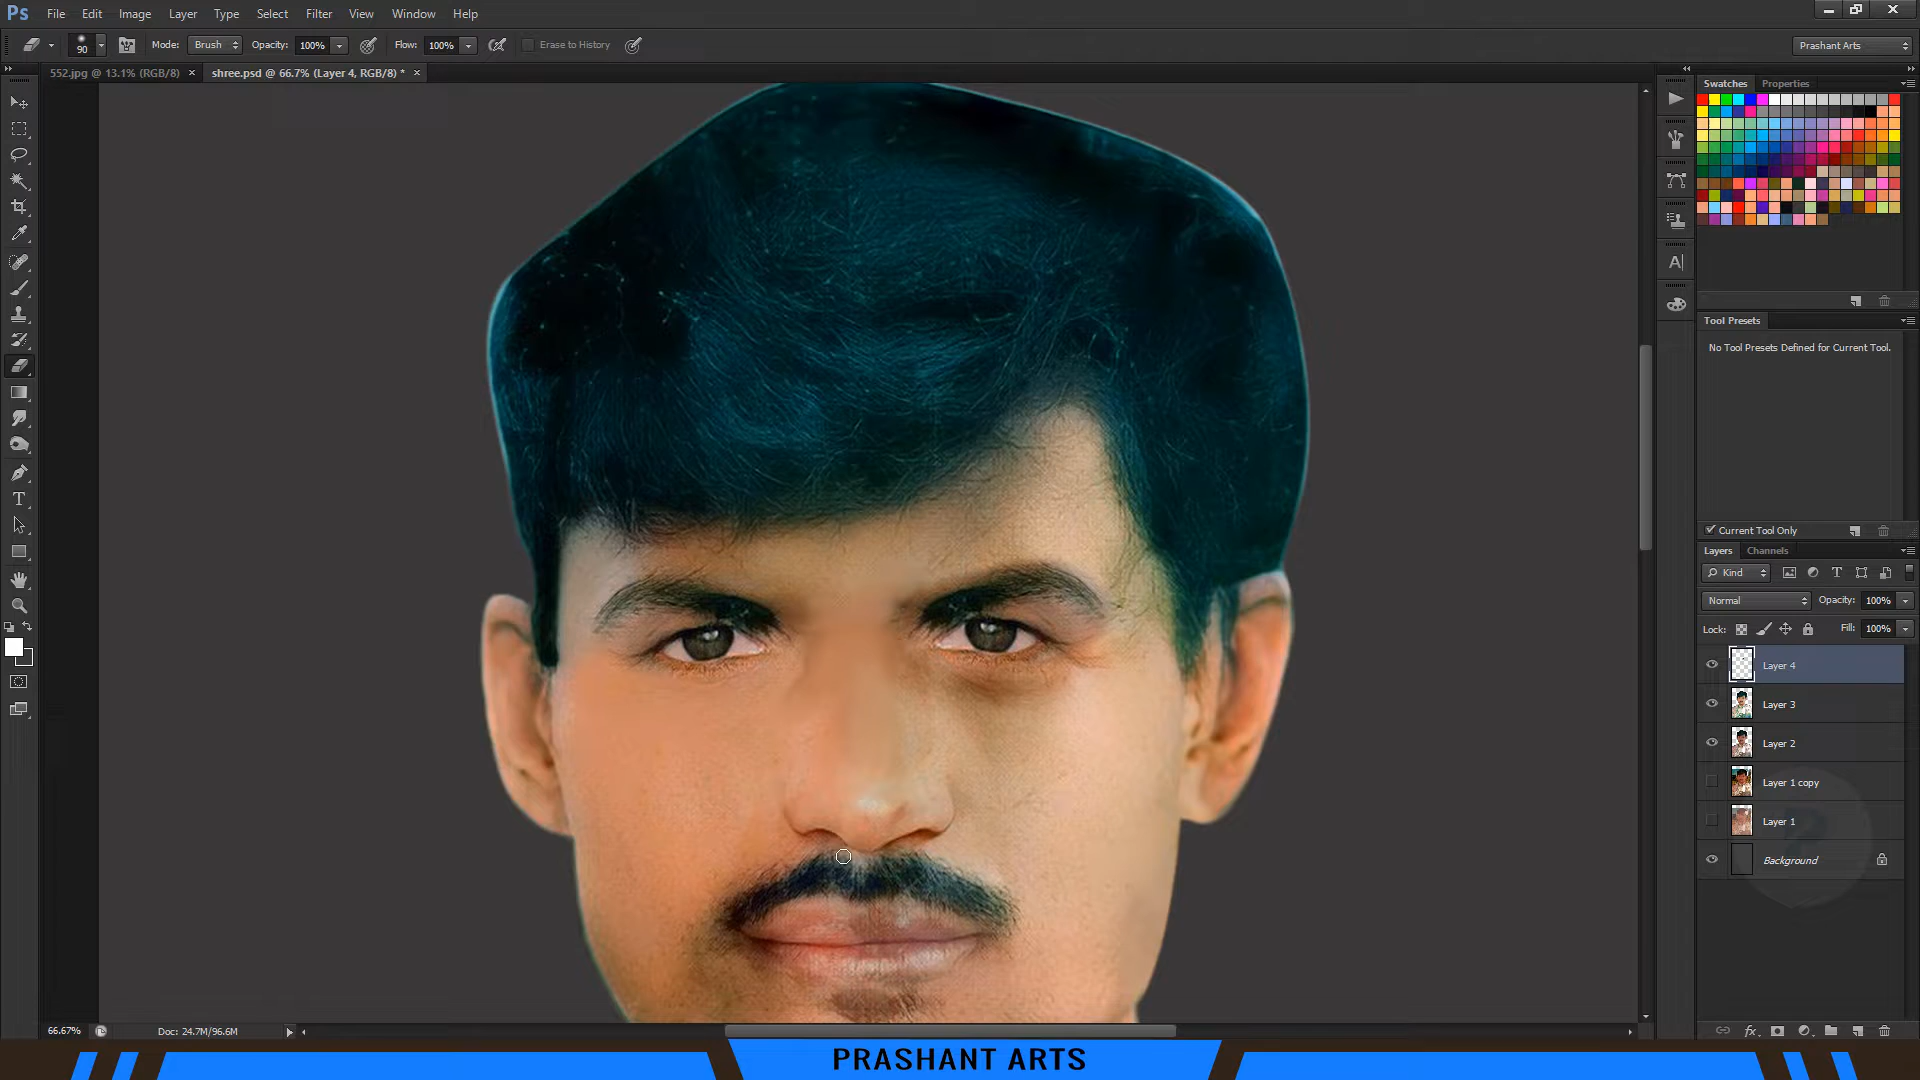 Ps File Edit Image Layer Type Select Filter View Window Help
90 Mode: Brush Opacity: 100% Flow: 100% Erase to History Prashant Arts
552.jpg @ 13.1% (RGB/8) × shree.psd @ 66.7% (Layer 4, RGB/8) * ×
Swatches Properties
Tool Presets
No Tool Presets Defined for Current Tool.
Current Tool Only
Layers Channels
Kind
Normal Opacity: 100%
Lock: Fill: 100%
Layer 4
Layer 3
Layer 2
Layer 1 copy
Layer 1
Background
66.67% Doc: 24.7M/96.6M
PRASHANT ARTS